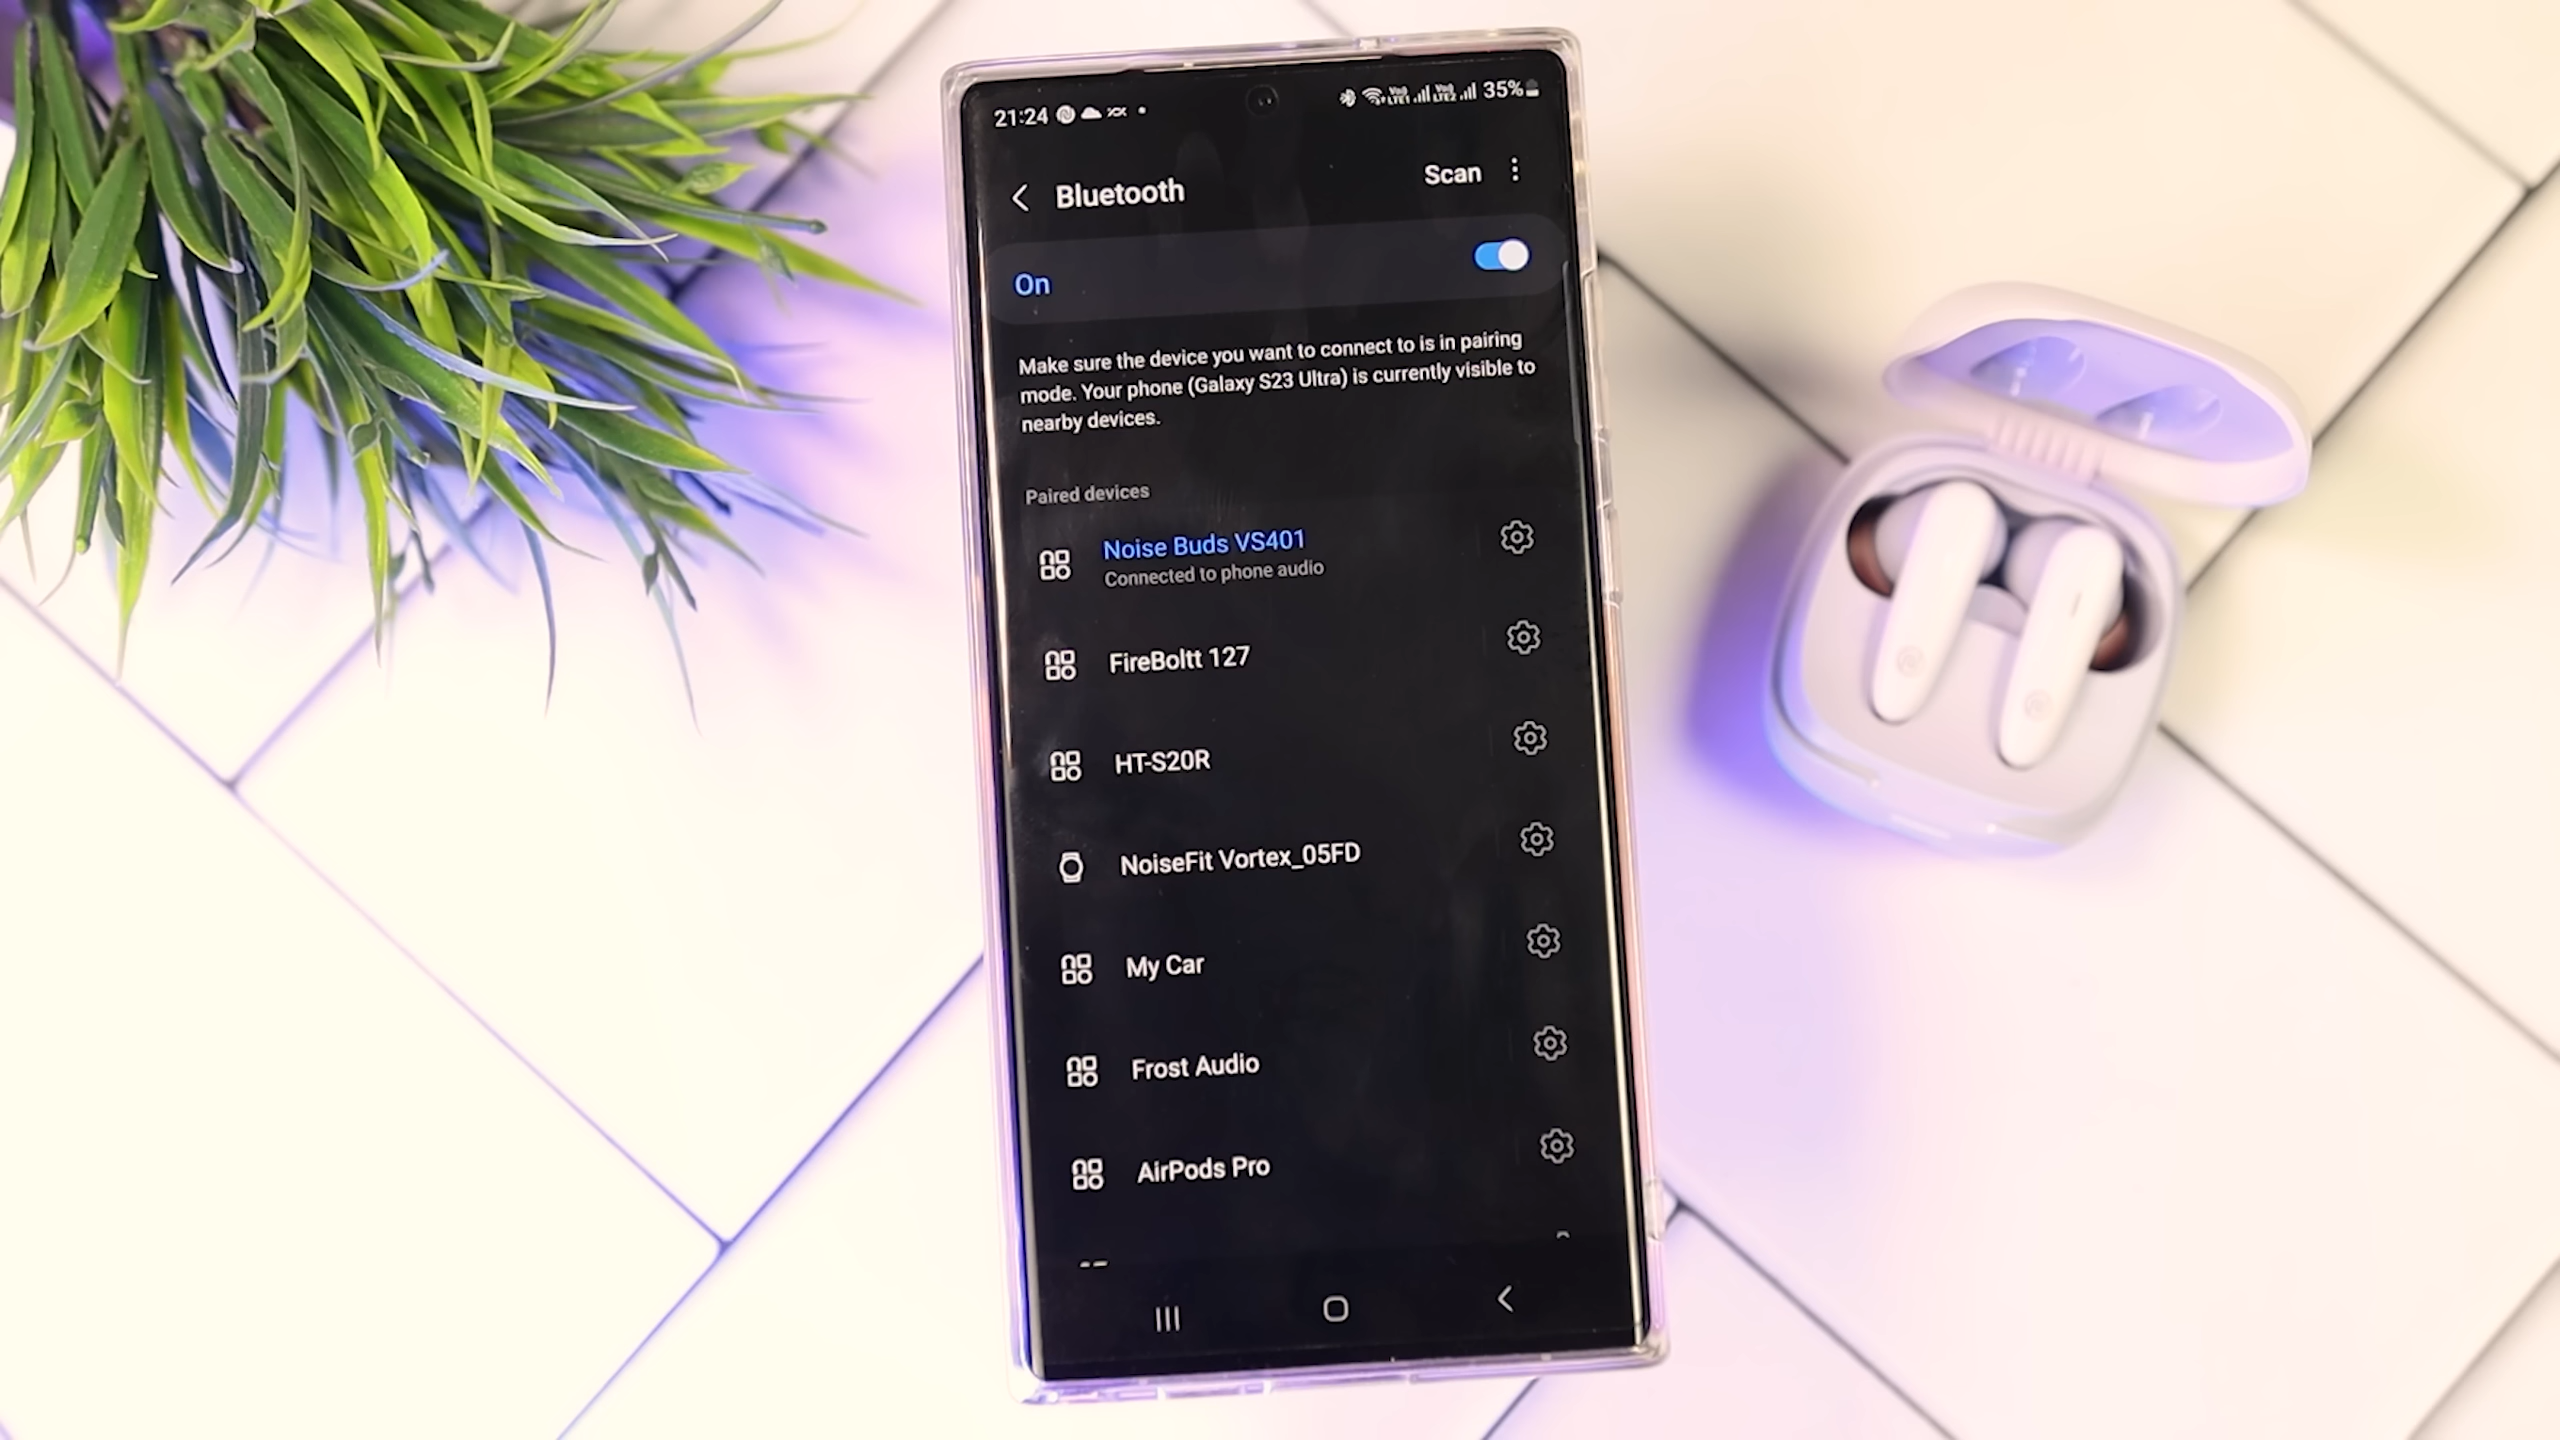 21:24
35%
Bluetooth
Scan
On
Make sure the device you want to connect to is in pairing
mode. Your phone (Galaxy S23 Ultra) is currently visible to
nearby devices.
Paired devices
Noise Buds VS401
Connected to phone audio
FireBoltt 127
HT-S20R
NoiseFit Vortex_05FD
My Car
Frost Audio
AirPods Pro